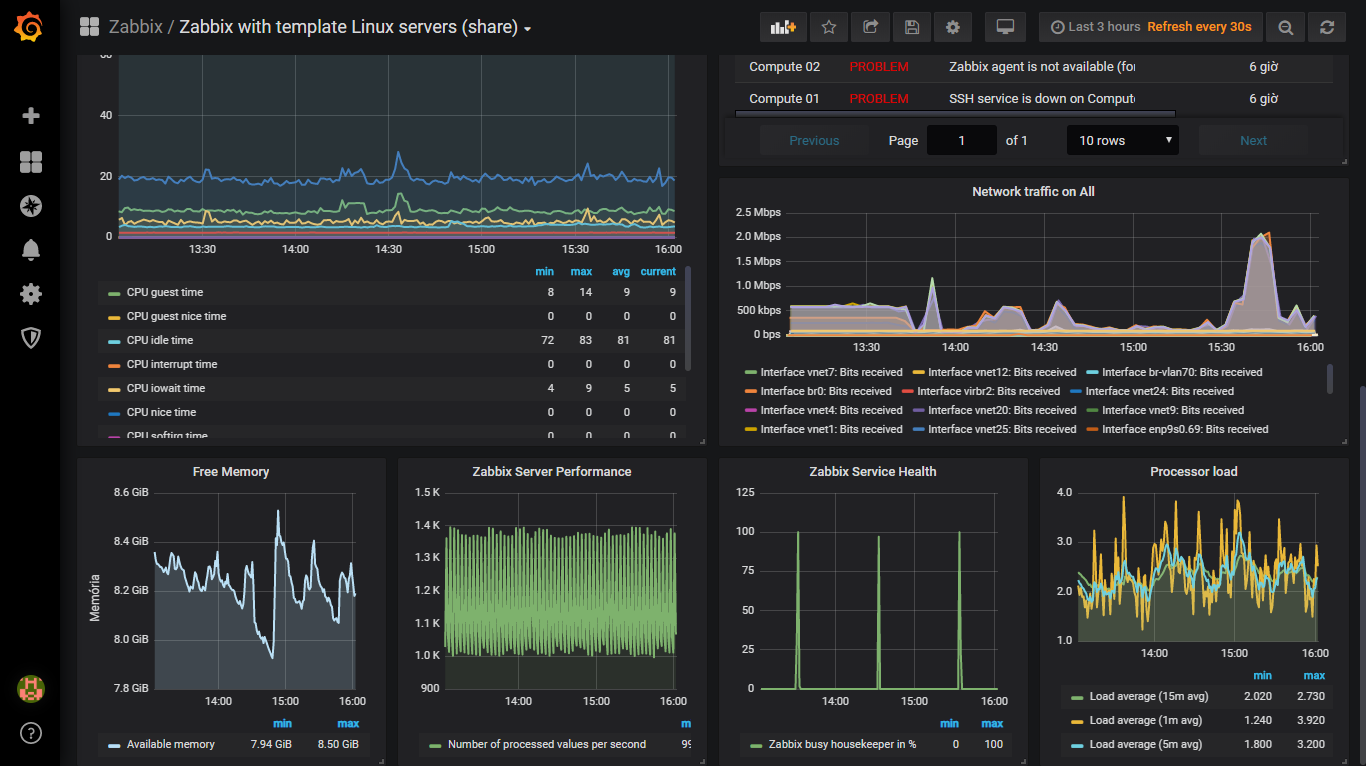 Zabbix / Zabbix with template Linux servers (share)
Last 3 hours Refresh every 30s
60
40
20
0
13:30 14:00 14:30 15:00 15:30 16:00
min max avg current
CPU guest time 8 14 9 9
CPU guest nice time 0 0 0 0
CPU idle time 72 83 81 81
CPU interrupt time 0 0 0 0
CPU iowait time 4 9 5 5
CPU nice time 0 0 0 0
CPU softirq time 0 0 0 0
Compute 02 PROBLEM Zabbix agent is not available (for 6 giờ
Compute 01 PROBLEM SSH service is down on Compute 6 giờ
Previous Page 1 of 1 10 rows Next
Network traffic on All
2.5 Mbps
2.0 Mbps
1.5 Mbps
1.0 Mbps
500 kbps
0 bps
13:30 14:00 14:30 15:00 15:30 16:00
Interface vnet7: Bits received Interface vnet12: Bits received Interface br-vlan70: Bits received
Interface br0: Bits received Interface virbr2: Bits received Interface vnet24: Bits received
Interface vnet4: Bits received Interface vnet20: Bits received Interface vnet9: Bits received
Interface vnet1: Bits received Interface vnet25: Bits received Interface enp9s0.69: Bits received
Free Memory
Memória
8.6 GiB
8.4 GiB
8.2 GiB
8.0 GiB
7.8 GiB
14:00 15:00 16:00
min max
Available memory 7.94 GiB 8.50 GiB
Zabbix Server Performance
1.5 K
1.4 K
1.3 K
1.2 K
1.1 K
1.0 K
900
14:00 15:00 16:00
m
Number of processed values per second 99
Zabbix Service Health
125
100
75
50
25
0
14:00 15:00 16:00
min max
Zabbix busy housekeeper in % 0 100
Processor load
4.0
3.0
2.0
1.0
14:00 15:00 16:00
min max
Load average (15m avg) 2.020 2.730
Load average (1m avg) 1.240 3.920
Load average (5m avg) 1.800 3.200